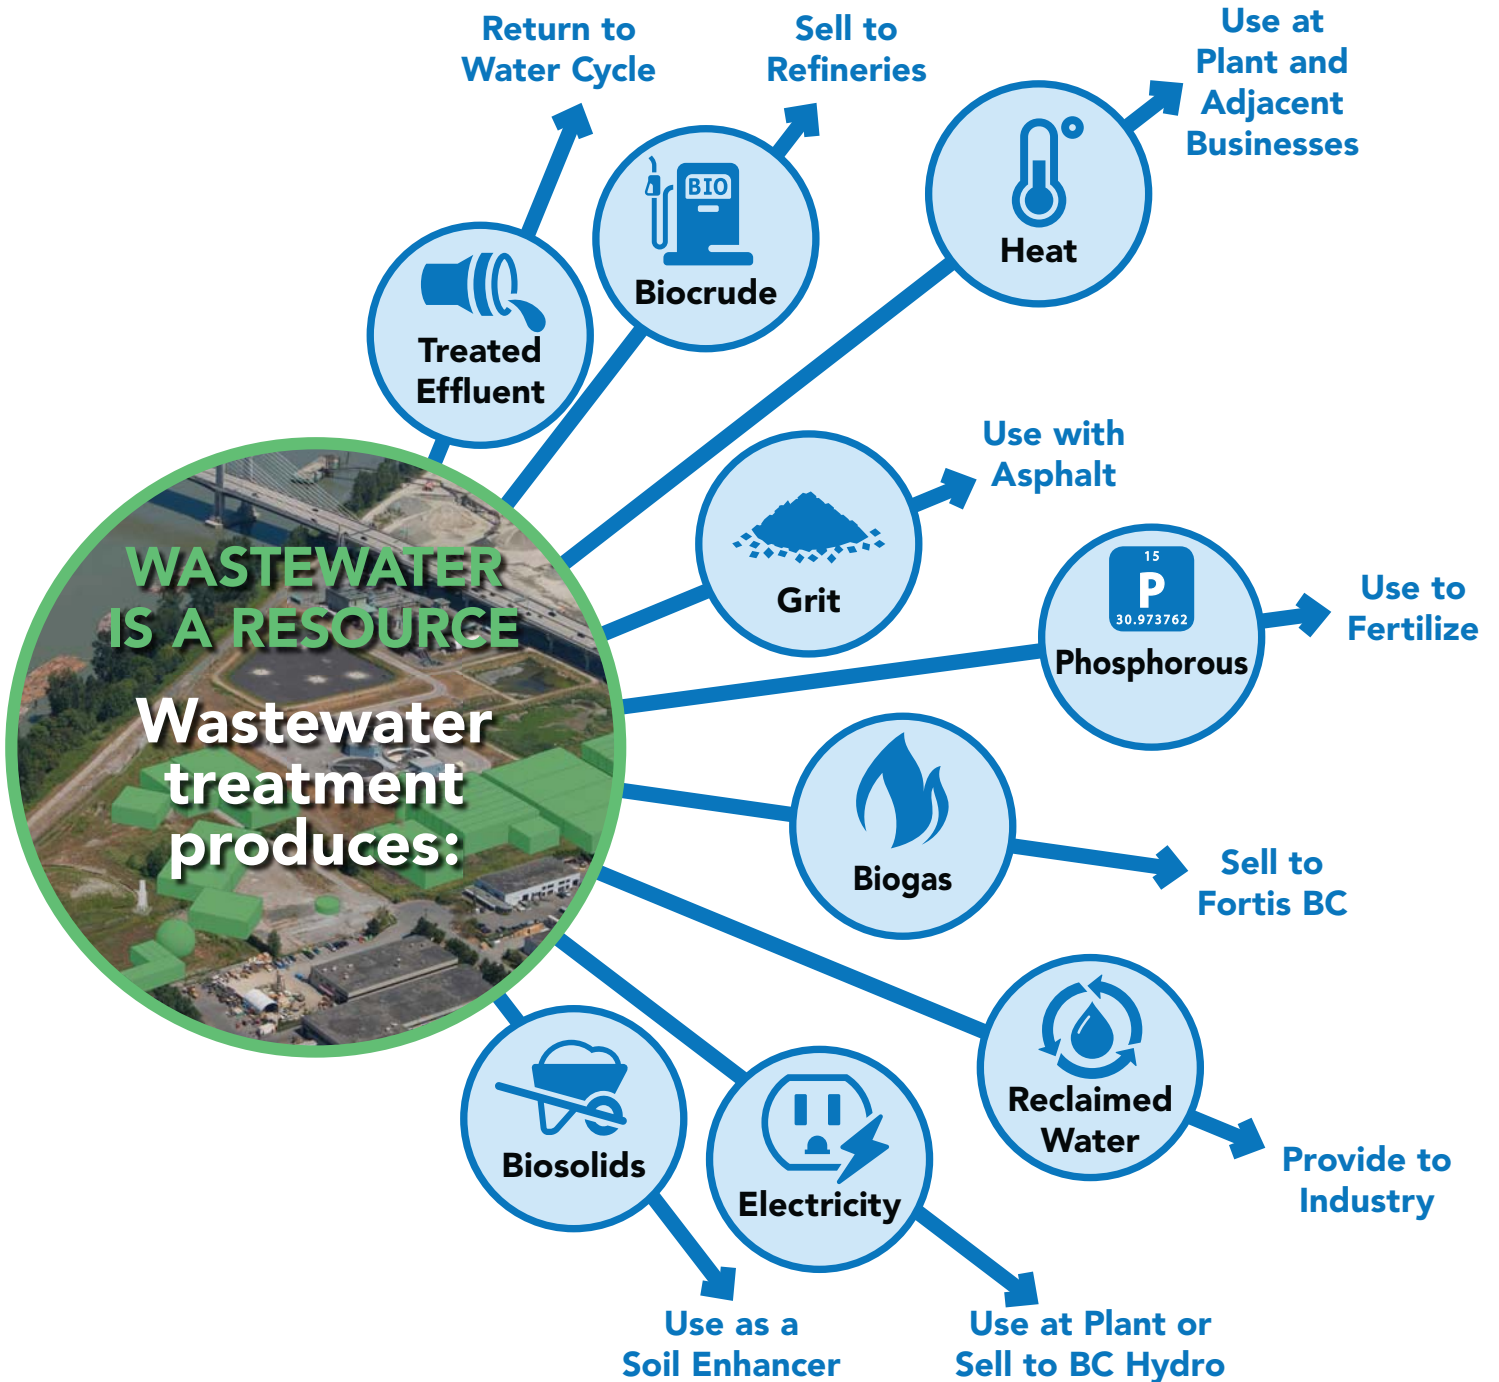 WASTEWATER
IS A RESOURCE
Wastewater
treatment
produces:
Return to
Water Cycle
Treated
Effluent
Sell to
Refineries
BIO
Biocrude
Use at
Plant and
Adjacent
Businesses
Heat
Use with
Asphalt
Grit
15
P
30.973762
Phosphorous
Use to
Fertilize
Biogas
Sell to
Fortis BC
Reclaimed
Water
Provide to
Industry
Electricity
Use at Plant or
Sell to BC Hydro
Biosolids
Use as a
Soil Enhancer